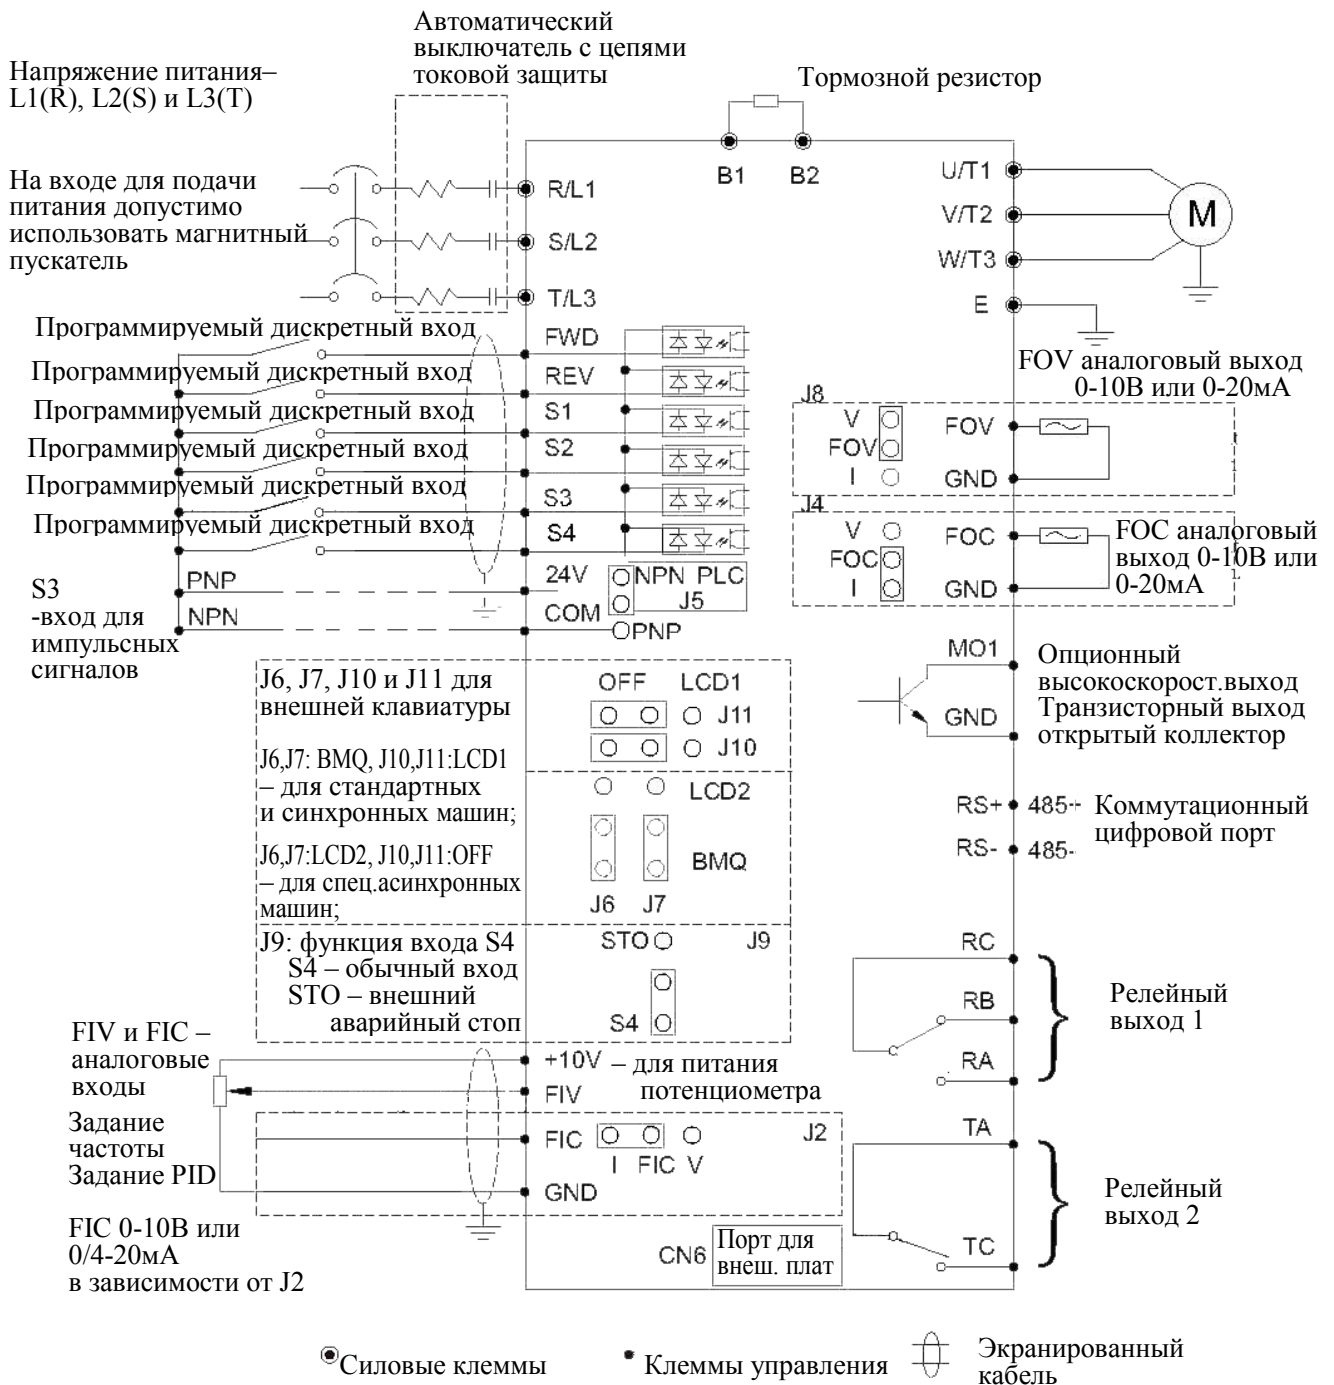 Автоматический
выключатель с цепями
токовой защиты
Напряжение питания–
L1(R), L2(S) и L3(T)
Тормозной резистор
B1
B2
На входе для подачи
питания допустимо
использовать магнитный
пускатель
R/L1
S/L2
T/L3
U/T1
V/T2
W/T3
E
M
Программируемый дискретный вход
Программируемый дискретный вход
Программируемый дискретный вход
Программируемый дискретный вход
Программируемый дискретный вход
Программируемый дискретный вход
FWD
REV
S1
S2
S3
S4
24V
COM
NPN PLC
J5
PNP
PNP
NPN
S3
-вход для
импульсных
сигналов
FOV аналоговый выход
0-10В или 0-20мА
J8
V
FOV
I
FOV
GND
J4
V
FOC
I
FOC
GND
FOC аналоговый
выход 0-10В или
0-20мА
MO1
GND
Опционный
высокоскорост.выход
Транзисторный выход
открытый коллектор
J6, J7, J10 и J11 для
внешней клавиатуры
J6,J7: BMQ, J10,J11:LCD1
– для стандартных
и синхронных машин;
J6,J7:LCD2, J10,J11:OFF
– для спец.асинхронных
машин;
OFF LCD1
J11
J10
LCD2
BMQ
J6 J7
RS+ 485+
RS- 485-
Коммутационный
цифровой порт
J9: функция входа S4
S4 – обычный вход
STO – внешний
аварийный стоп
STO
J9
S4
RC
RB
RA
Релейный
выход 1
FIV и FIC –
аналоговые
входы
Задание
частоты
Задание PID
FIC 0-10В или
0/4-20мА
в зависимости от J2
+10V – для питания
потенциометра
FIV
FIC
J2
I FIC V
GND
TA
TC
Релейный
выход 2
CN6
Порт для
внеш. плат
Силовые клеммы
Клеммы управления
Экранированный
кабель